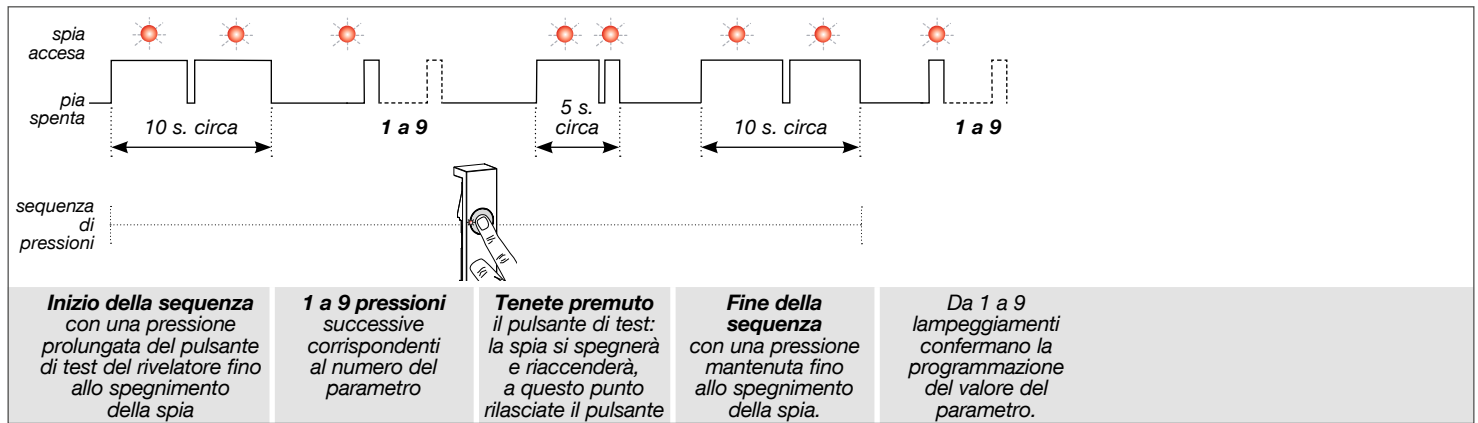 spia
accesa
pia
spenta
10 s. circa
1 a 9
5 s.
circa
10 s. circa
1 a 9
sequenza
di
pressioni
Inizio della sequenza
con una pressione
prolungata del pulsante
di test del rivelatore fino
allo spegnimento
della spia
1 a 9 pressioni
successive
corrispondenti
al numero del
parametro
Tenete premuto
il pulsante di test:
la spia si spegnerà
e riaccenderà,
a questo punto
rilasciate il pulsante
Fine della
sequenza
con una pressione
mantenuta fino
allo spegnimento
della spia.
Da 1 a 9
lampeggiamenti
confermano la
programmazione
del valore del
parametro.